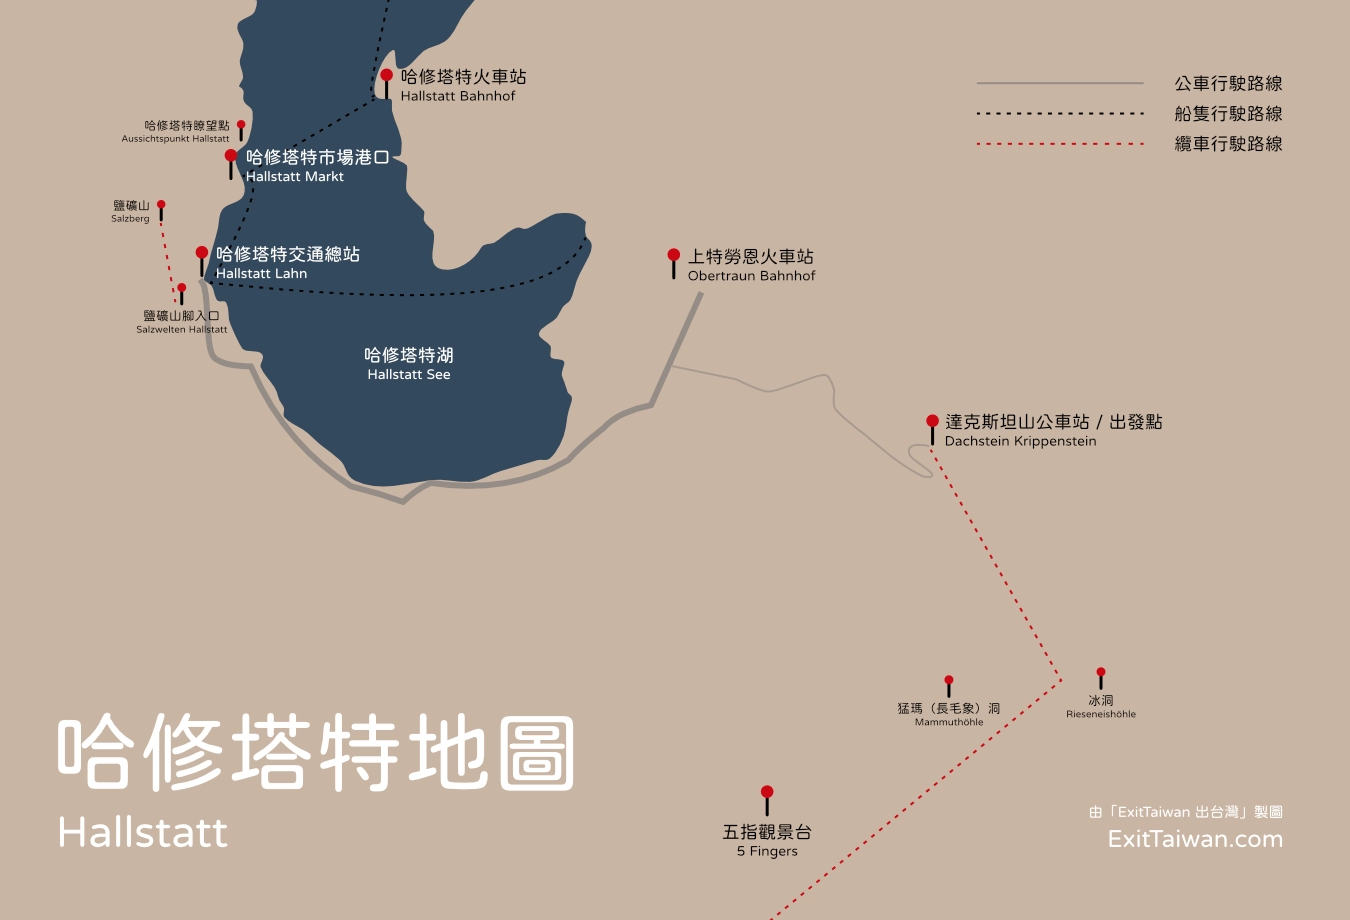 哈修塔特火車站
Hallstatt Bahnhof
公車行駛路線
船隻行駛路線
纜車行駛路線
哈修塔特瞭望點
Aussichtspunkt Hallstatt
哈修塔特市場港口
Hallstatt Markt
鹽礦山
Salzberg
哈修塔特交通總站
Hallstatt Lahn
上特勞恩火車站
Obertraun Bahnhof
鹽礦山腳入口
Salzwelten Hallstatt
哈修塔特湖
Hallstatt See
達克斯坦山公車站 / 出發點
Dachstein Krippenstein
猛瑪（長毛象）洞
Mammuthöhle
冰洞
Rieseneishöhle
哈修塔特地圖
Hallstatt
五指觀景台
5 Fingers
由「ExitTaiwan 出台灣」製圖
ExitTaiwan.com